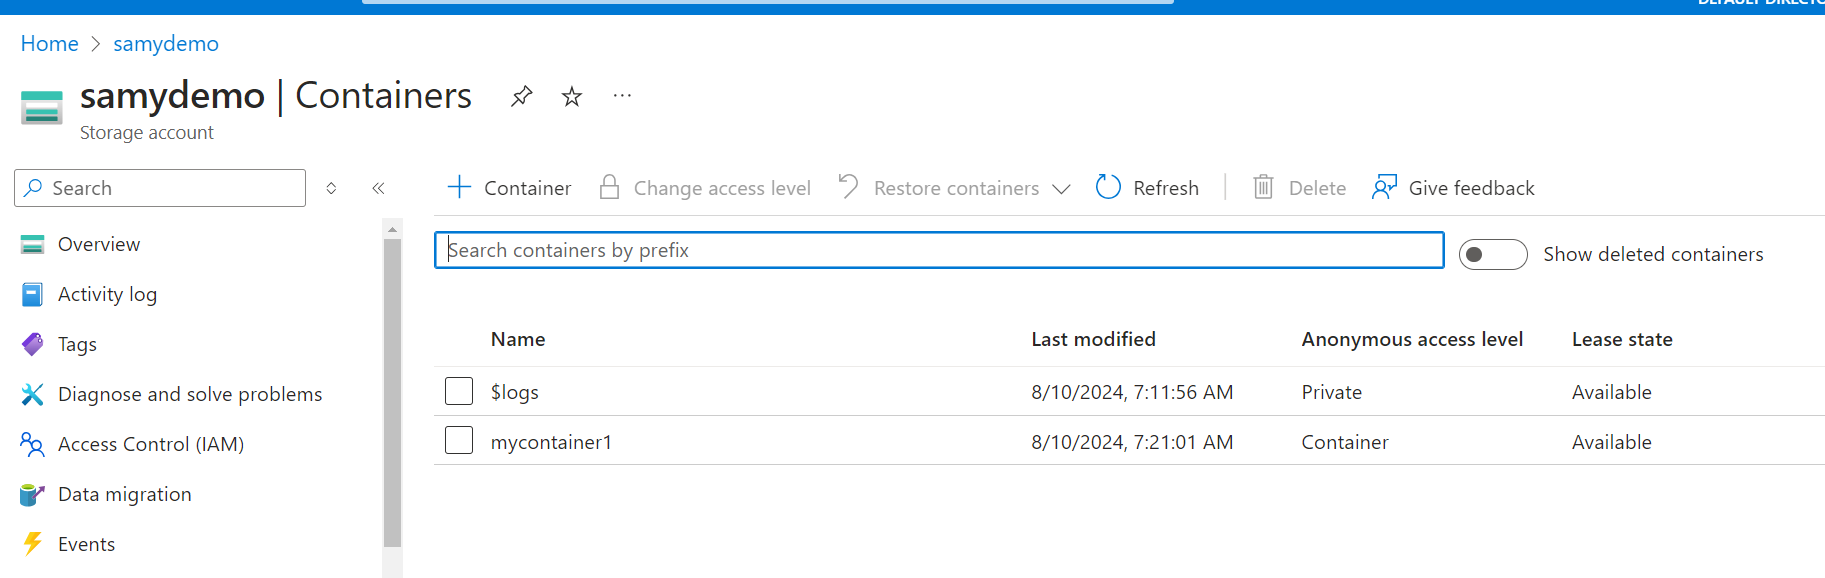 Home > samydemo
samydemo | Containers
Storage account
Search
Container Change access level Restore containers Refresh Delete Give feedback
Search containers by prefix
Show deleted containers
Overview
Activity log
Tags
Diagnose and solve problems
Access Control (IAM)
Data migration
Events
Name Last modified Anonymous access level Lease state
$logs 8/10/2024, 7:11:56 AM Private Available
mycontainer1 8/10/2024, 7:21:01 AM Container Available